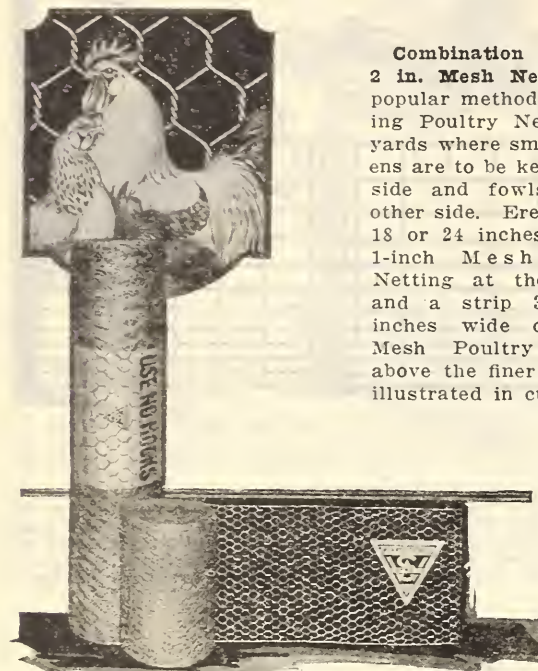 Combination
2 in. Mesh Ne
popular method
ing Poultry Ne
yards where sm
ens are to be ke
side and fowls
other side. Ere
18 or 24 inches
1-inch Mesh
Netting at the
and a strip 3
inches wide o
Mesh Poultry
above the finer
illustrated in cu
USE NO HOOKS